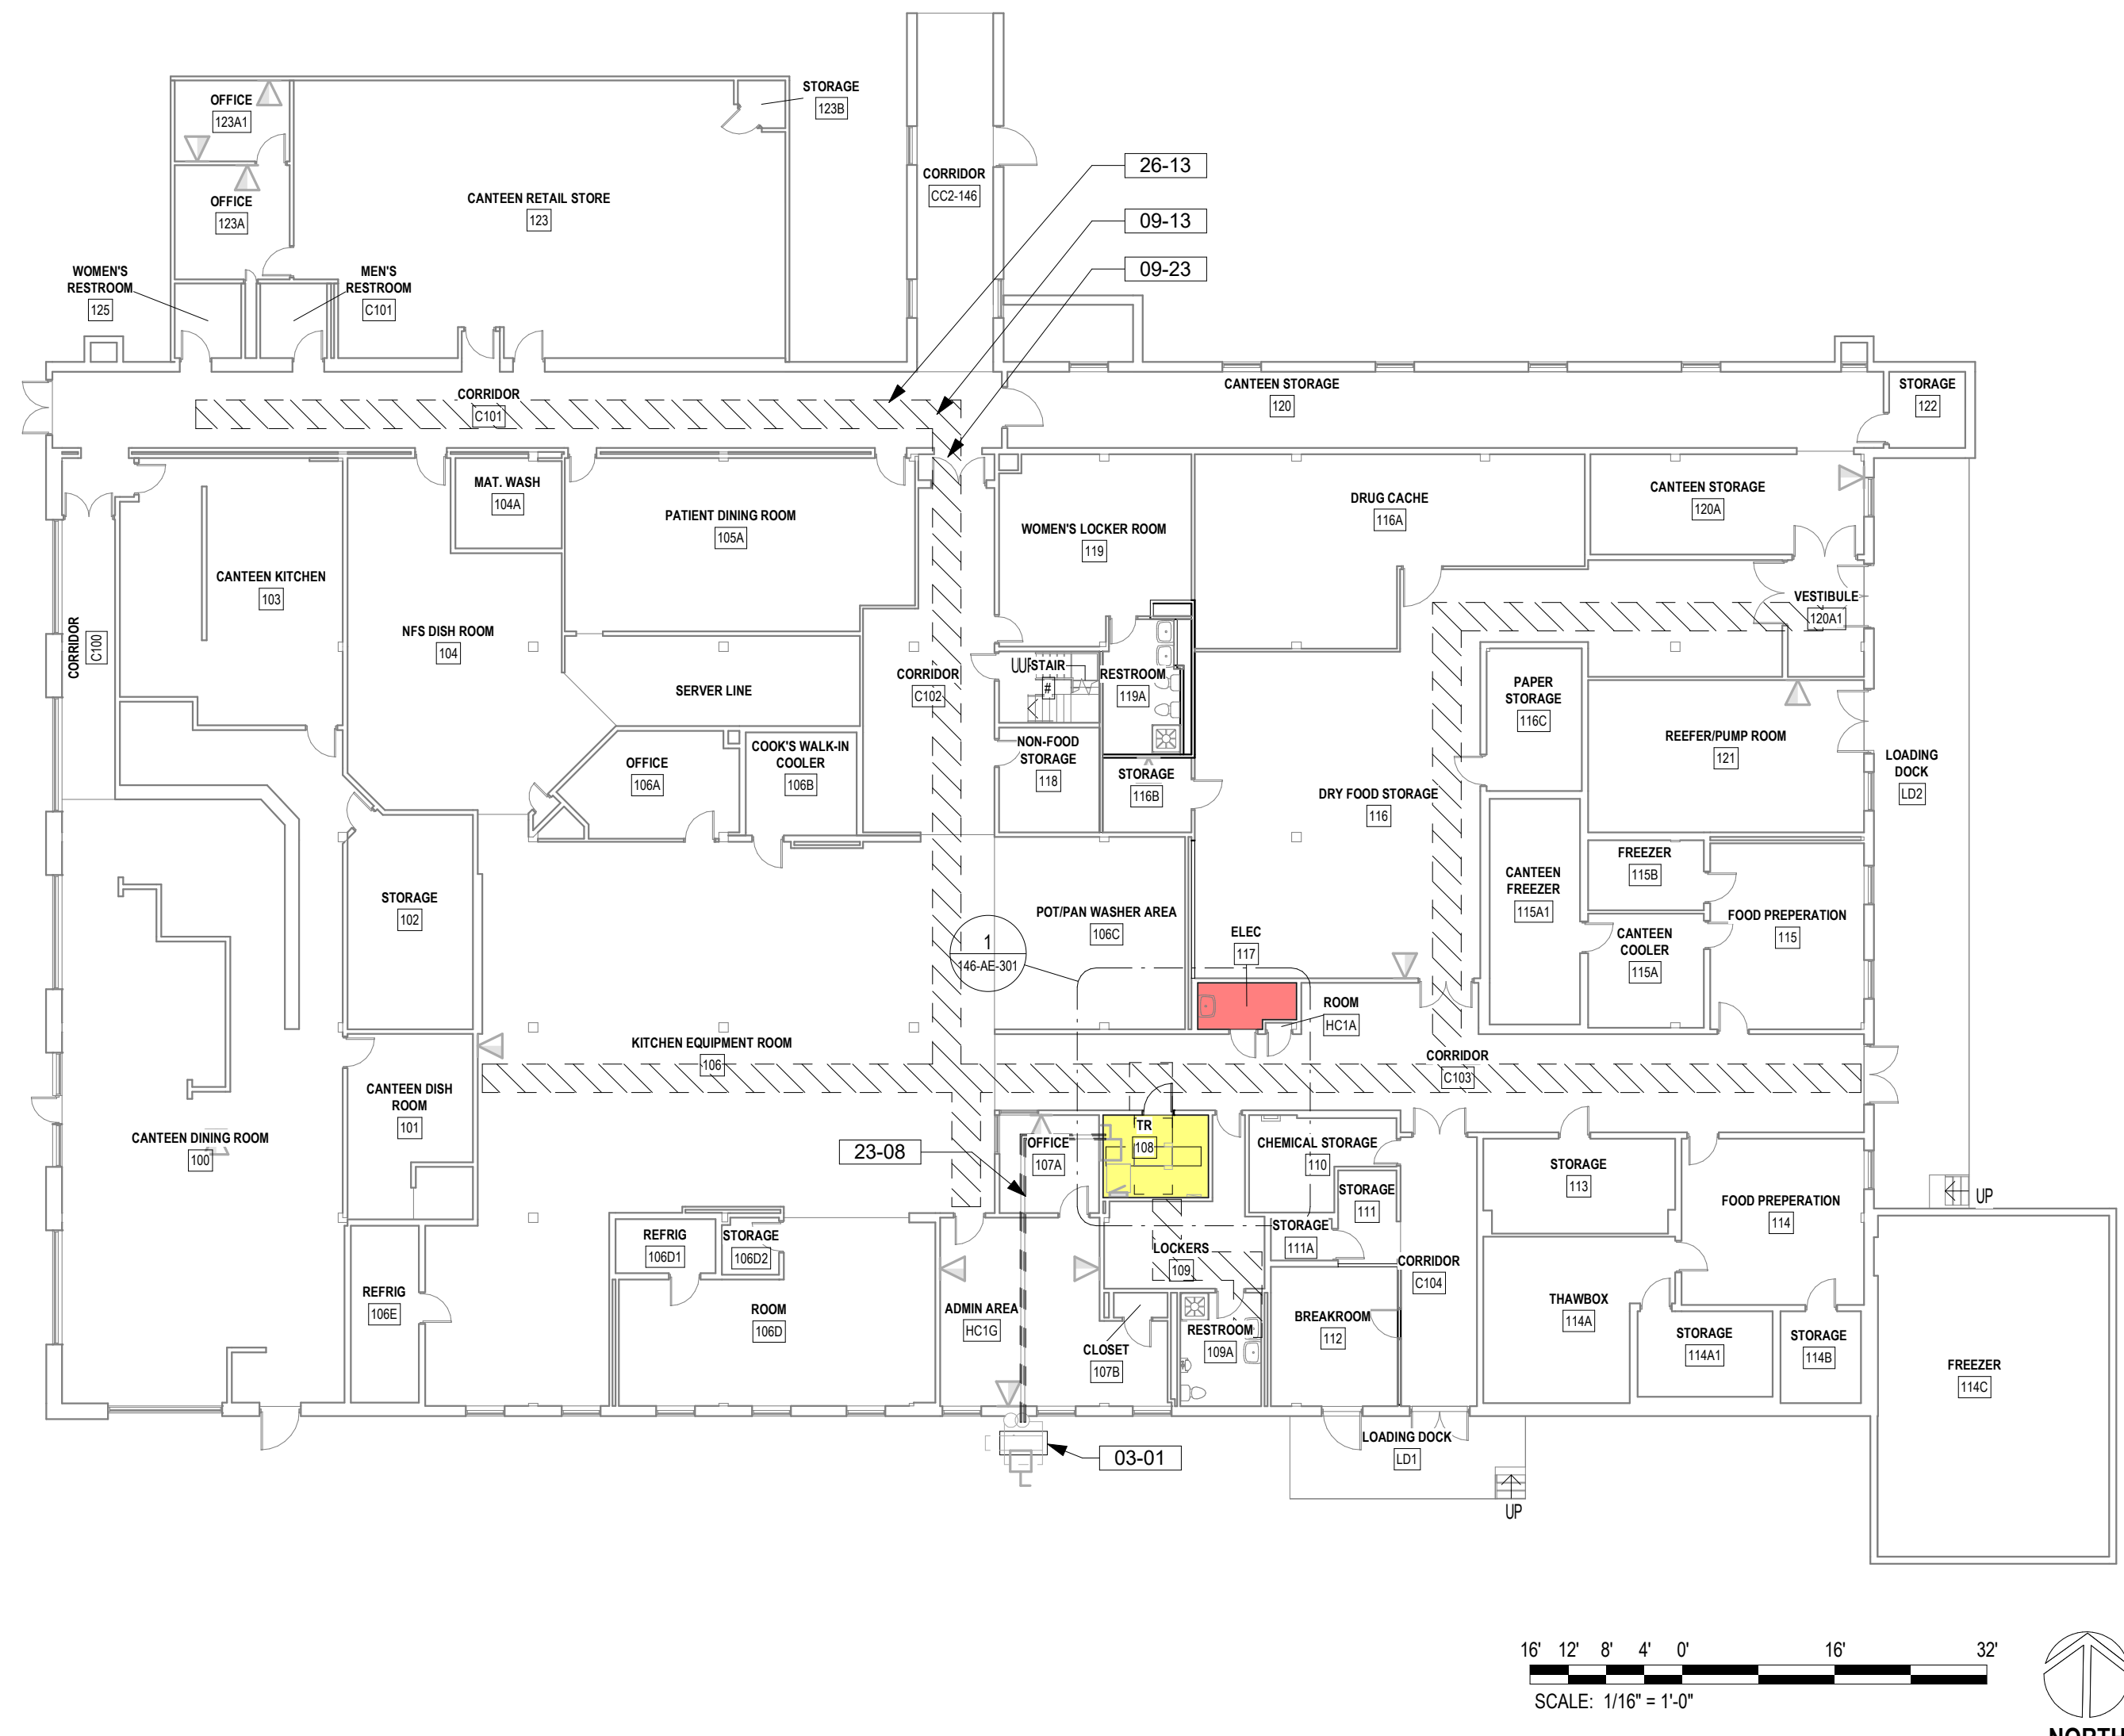 OFFICE
123A1
STORAGE
123B
OFFICE
123A
CANTEEN RETAIL STORE
123
CORRIDOR
CC2-146
26-13
09-13
09-23
WOMEN'S
RESTROOM
125
MEN'S
RESTROOM
C101
CORRIDOR
C101
CANTEEN STORAGE
120
STORAGE
122
MAT. WASH
104A
PATIENT DINING ROOM
105A
WOMEN'S LOCKER ROOM
119
DRUG CACHE
116A
CANTEEN STORAGE
120A
CANTEEN KITCHEN
103
NFS DISH ROOM
104
VESTIBULE
120A1
CORRIDOR
C100
SERVER LINE
CORRIDOR
C102
STAIR
#
RESTROOM
119A
PAPER
STORAGE
116C
REEFER/PUMP ROOM
121
OFFICE
106A
COOK'S WALK-IN
COOLER
106B
NON-FOOD
STORAGE
118
STORAGE
116B
DRY FOOD STORAGE
116
LOADING
DOCK
LD2
STORAGE
102
POT/PAN WASHER AREA
106C
ELEC
117
CANTEEN
FREEZER
115A1
FREEZER
115B
FOOD PREPERATION
115
CANTEEN
COOLER
115A
1
146-AE-301
ROOM
HC1A
KITCHEN EQUIPMENT ROOM
106
CORRIDOR
C103
CANTEEN DISH
ROOM
101
CANTEEN DINING ROOM
100
23-08
OFFICE
107A
TR
108
CHEMICAL STORAGE
110
STORAGE
111
STORAGE
113
FOOD PREPERATION
114
UP
REFRIG
106D1
STORAGE
106D2
STORAGE
111A
LOCKERS
109
CORRIDOR
C104
REFRIG
106E
ROOM
106D
ADMIN AREA
HC1G
CLOSET
107B
RESTROOM
109A
BREAKROOM
112
THAWBOX
114A
STORAGE
114A1
STORAGE
114B
FREEZER
114C
03-01
LOADING DOCK
LD1
UP
16' 12' 8' 4' 0' 16' 32'
SCALE: 1/16" = 1'-0"
NORTH